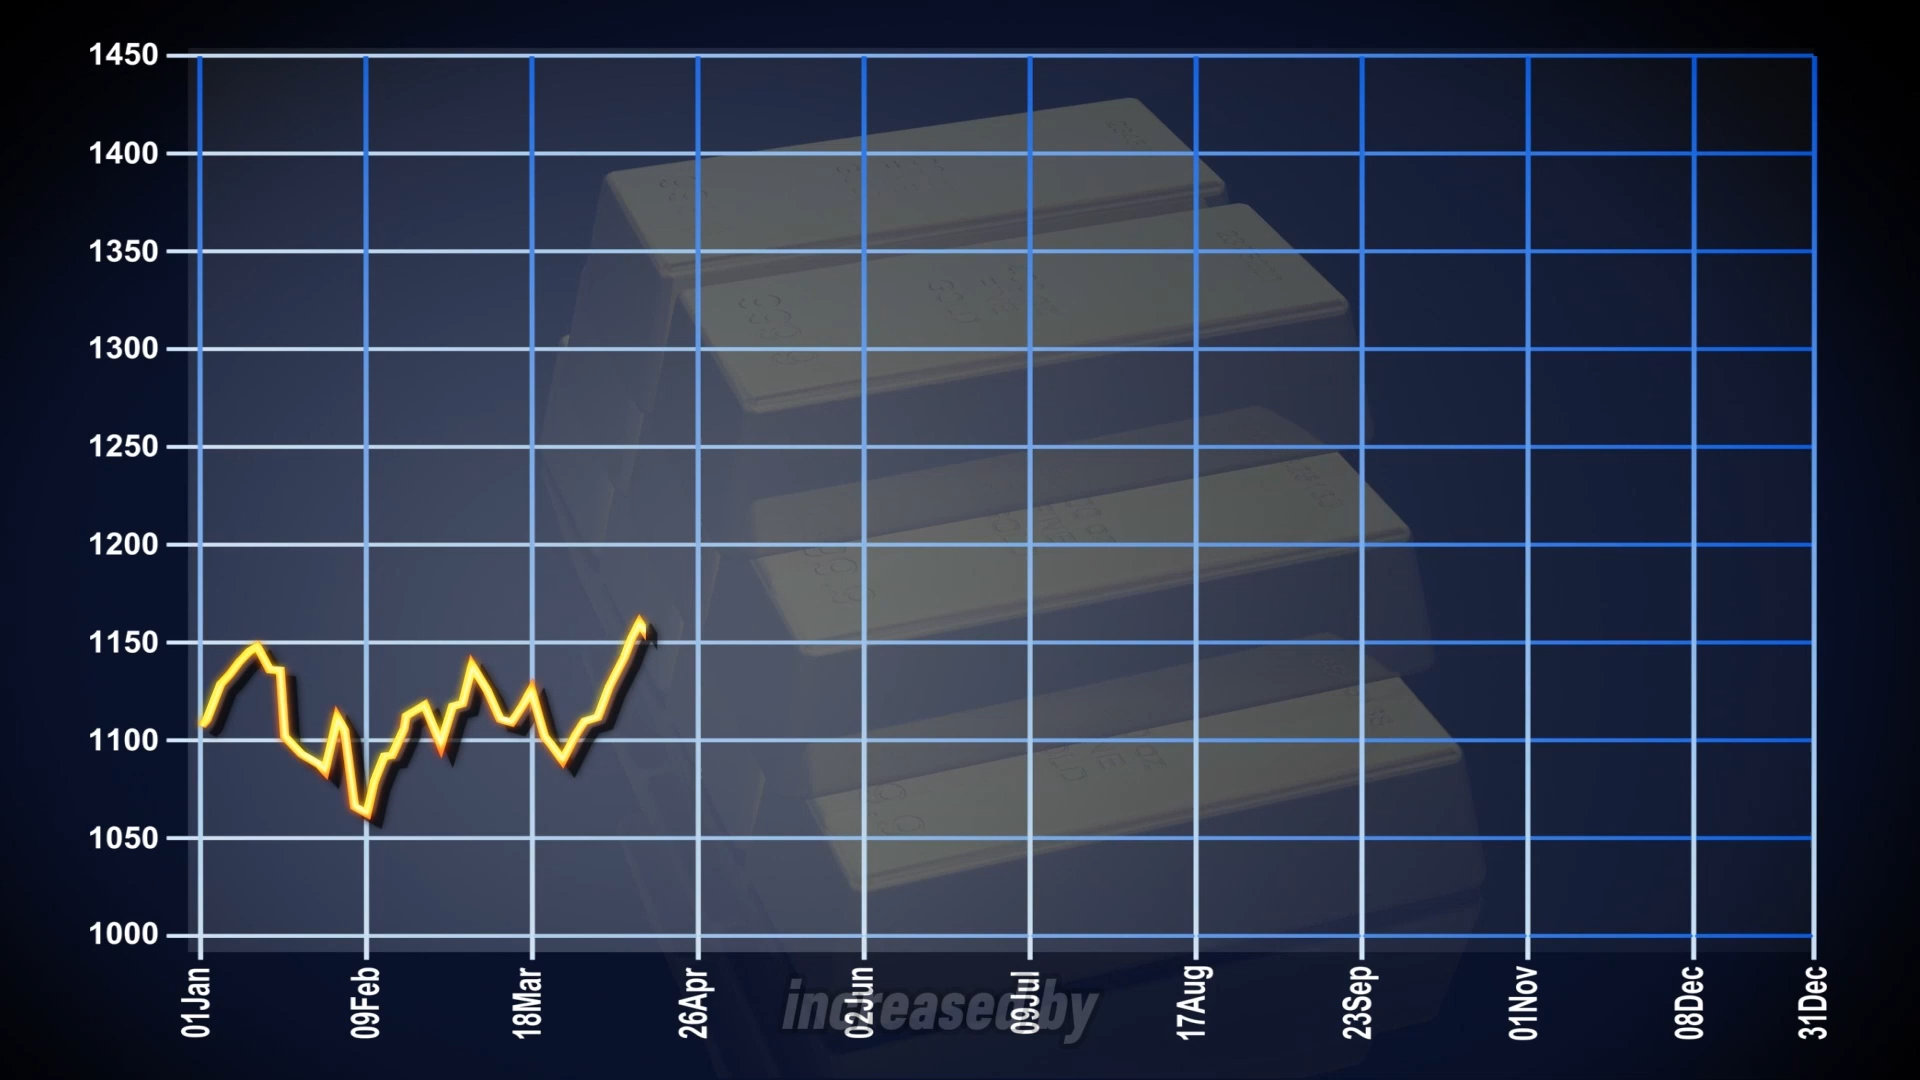 1450
1400
1350
1300
1250
1200
1150
1100
1050
1000
01Jan
09Feb
18Mar
26Apr
02Jun
09Jul
17Aug
23Sep
01Nov
08Dec
31Dec
increased by